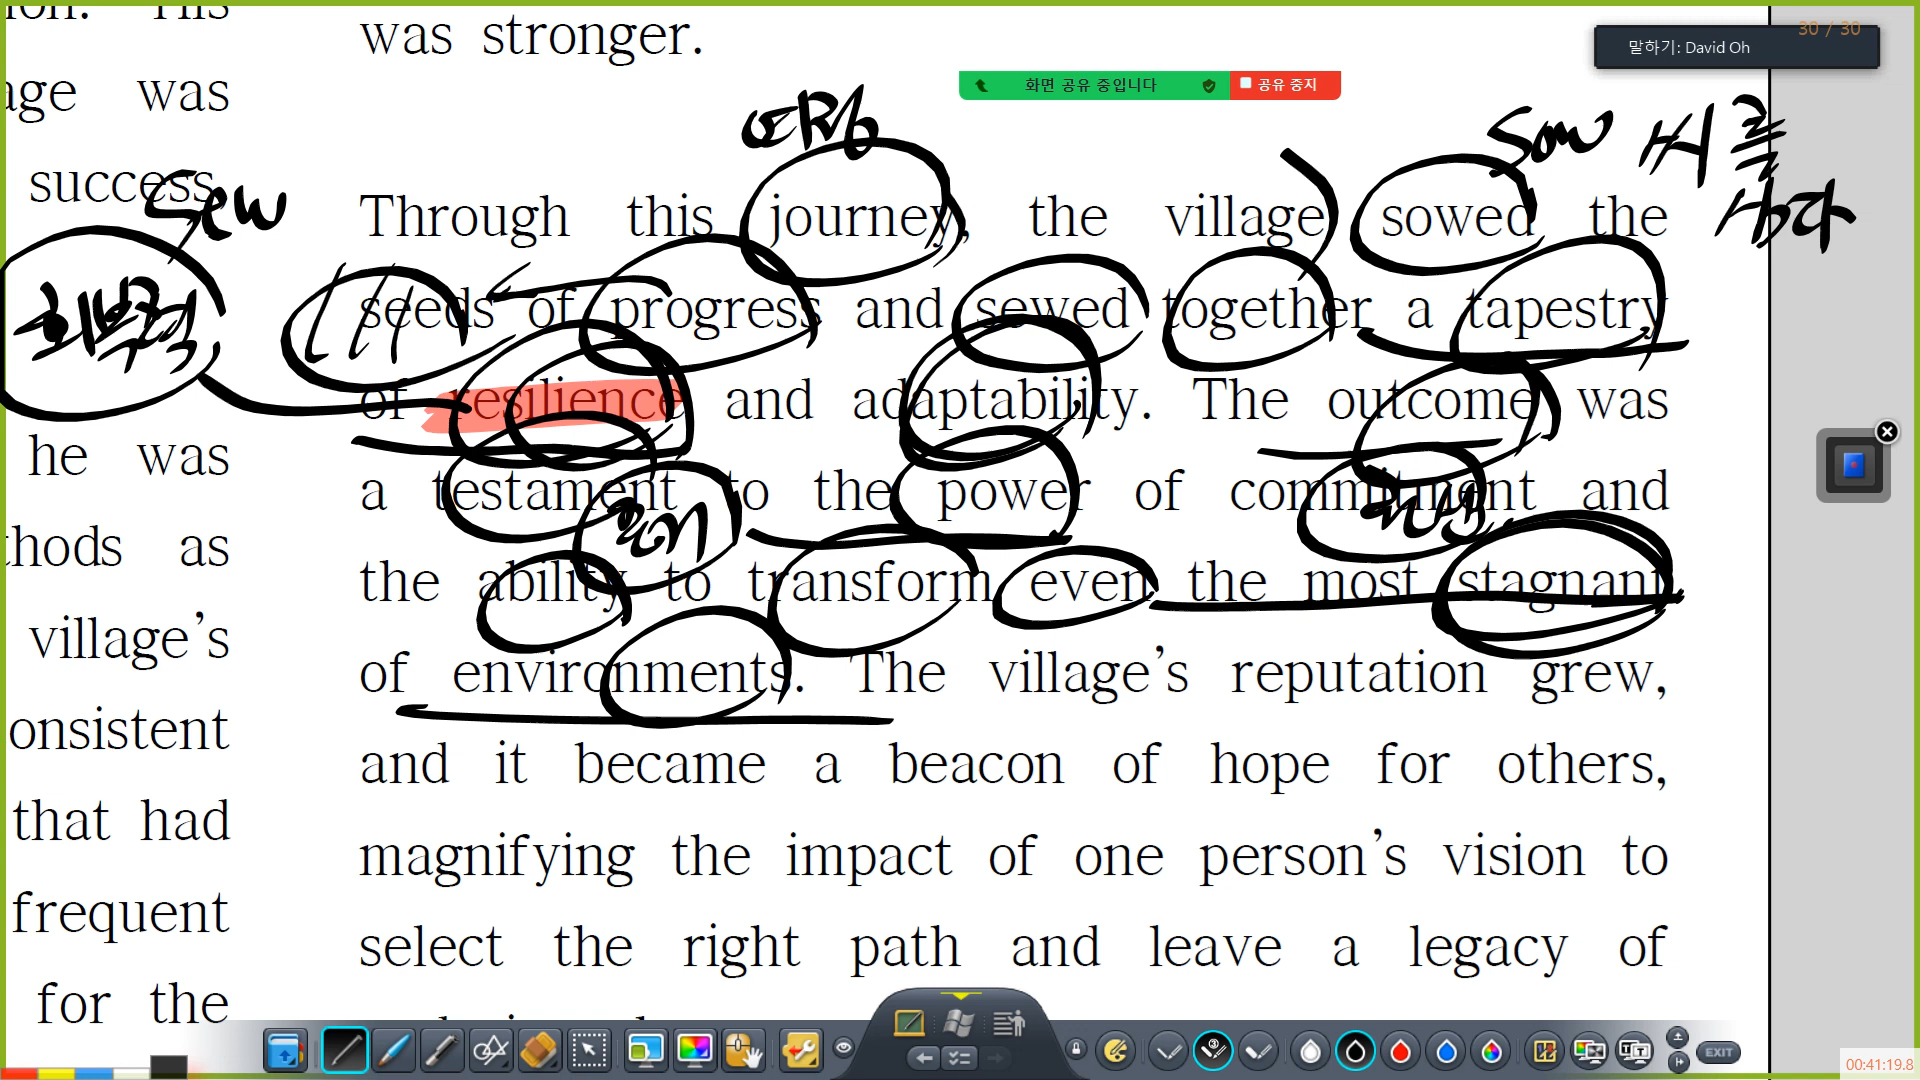 was stronger.
30 / 30
말하기: David Oh
화면 공유 중입니다
공유 중지
여정
sow 씨를
심다
sew
회복력
age was
success,
he was
thods as
village's
onsistent
that had
frequent
for the
Through this journey, the village sowed the
seeds of progress and sewed together a tapestry
of resilience and adaptability. The outcome was
a testament to the power of commitment and
the ability to transform even the most stagnant
of environments. The village's reputation grew,
and it became a beacon of hope for others,
magnifying the impact of one person's vision to
select the right path and leave a legacy of
EXIT
00:41:19.8